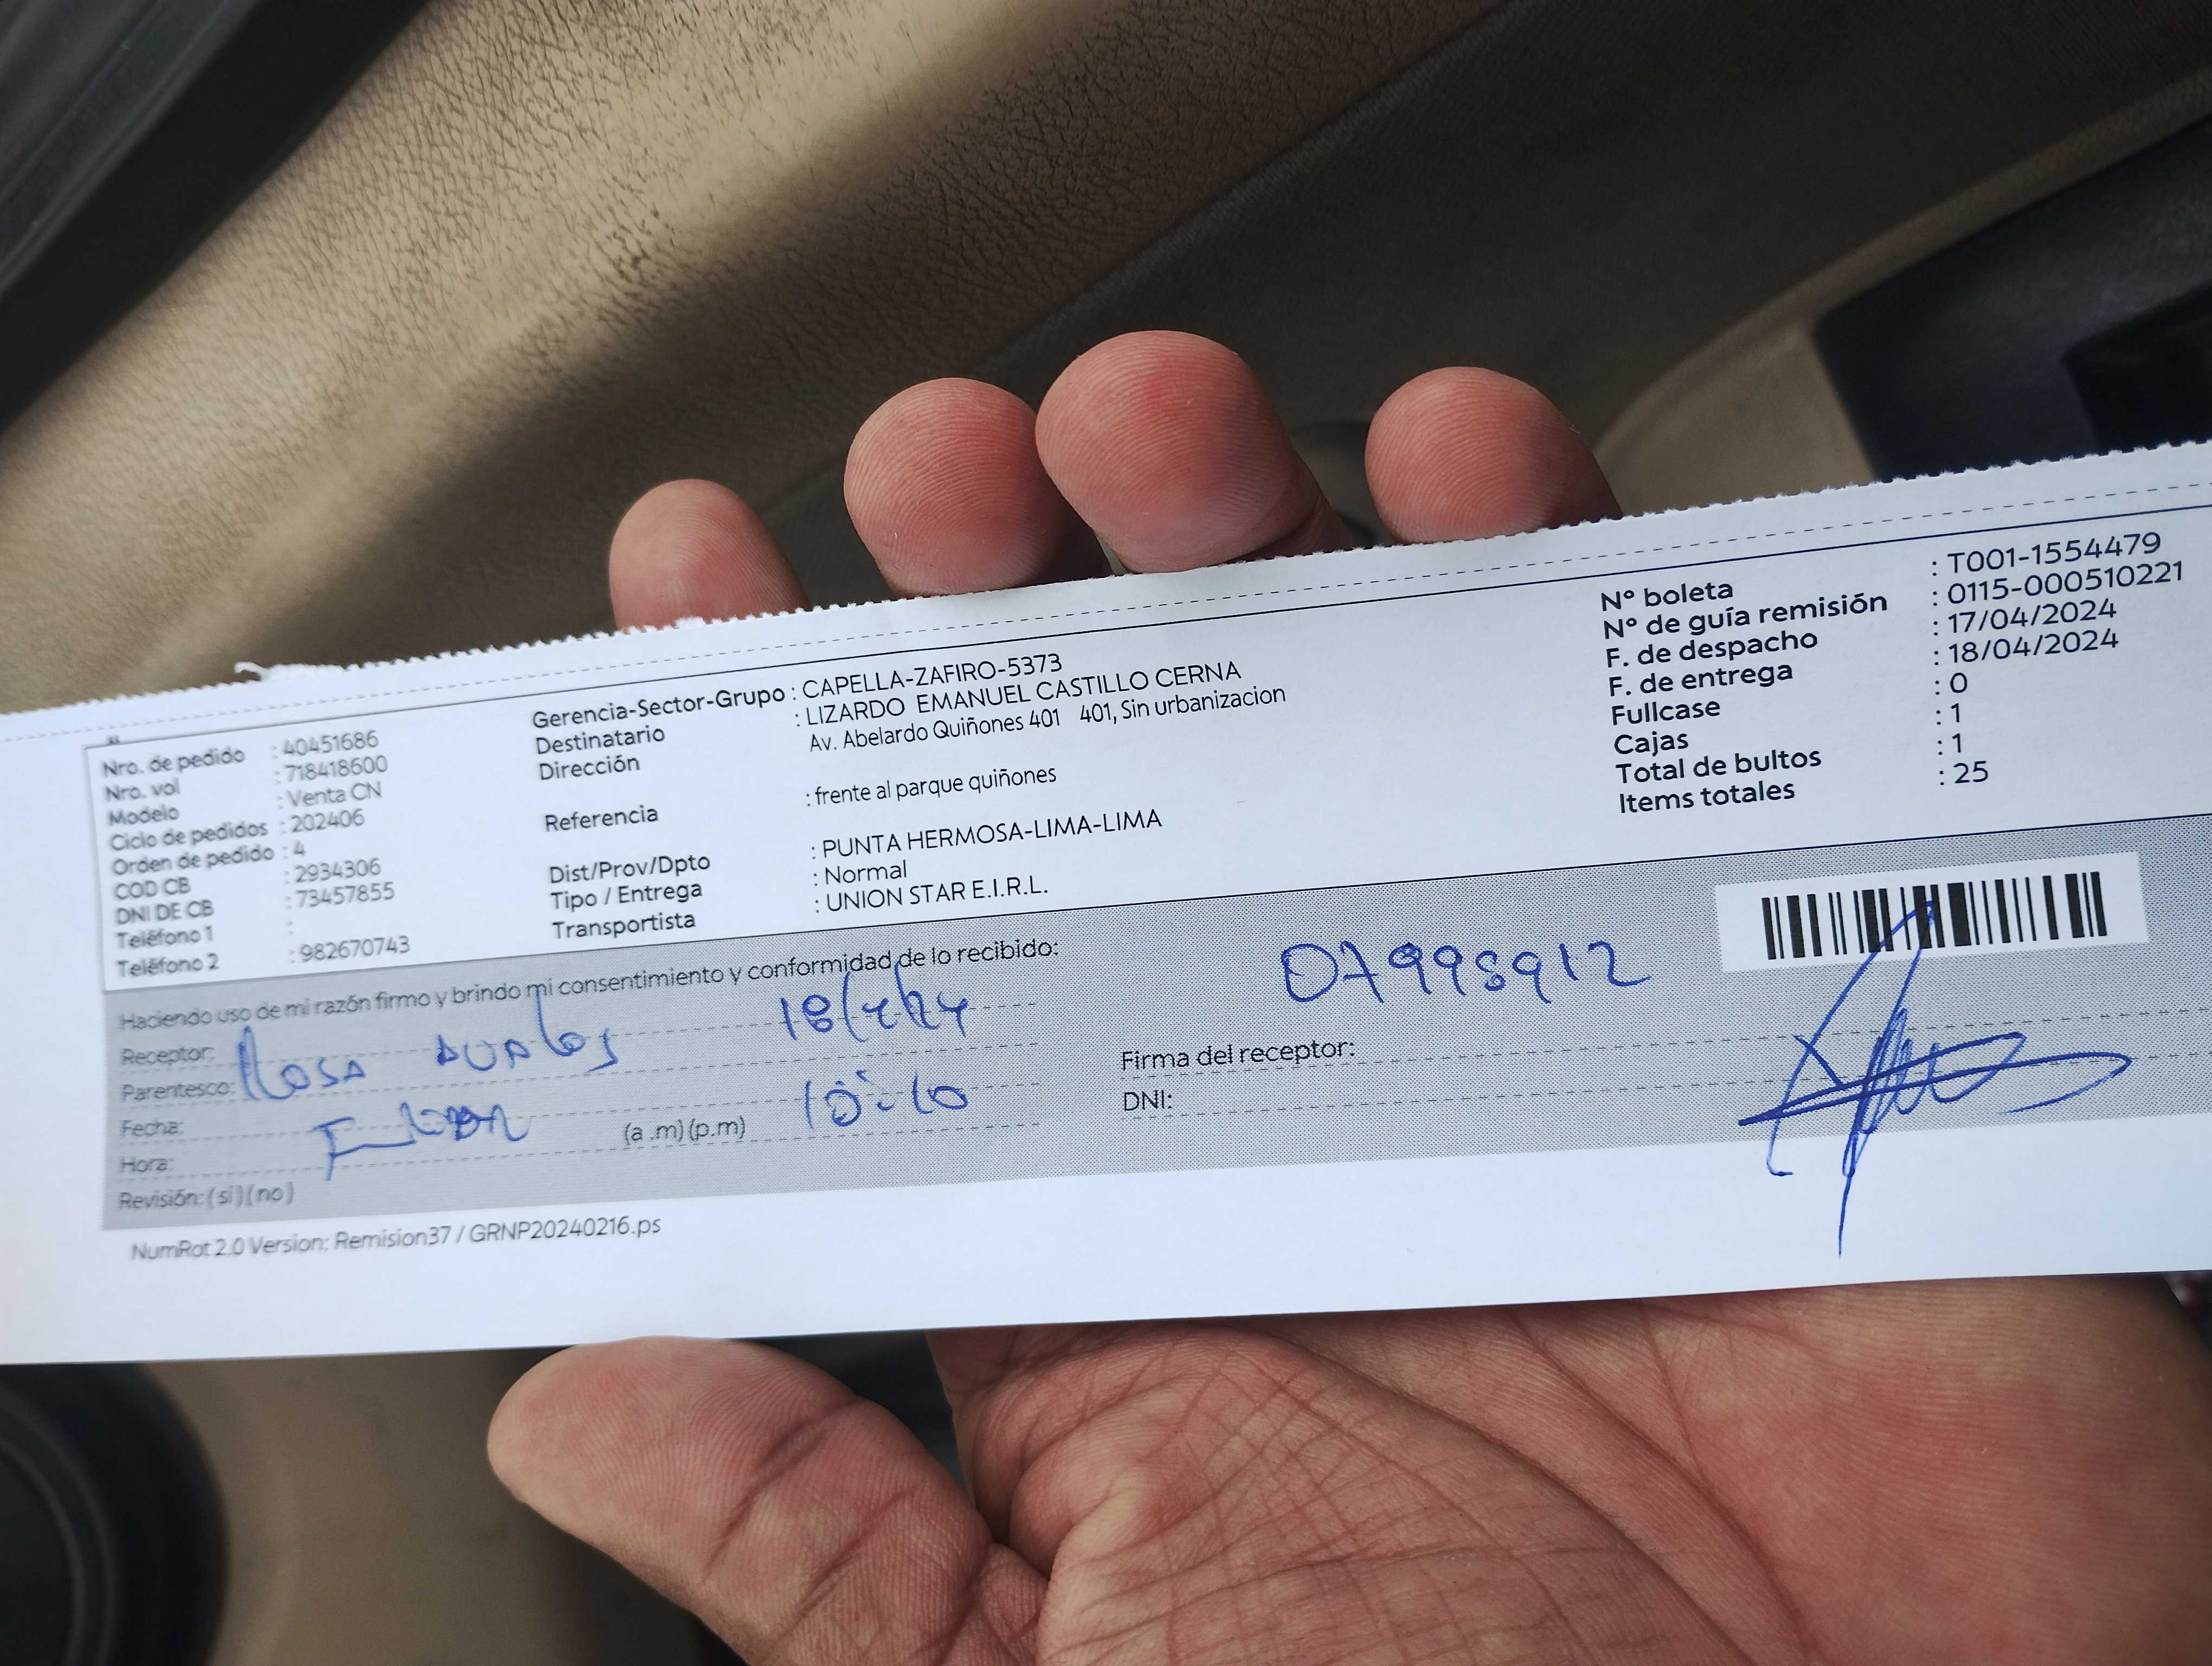 Nro. de pedido : 40451686
Nro. vol : 718418600
Modelo : Venta CN
Ciclo de pedidos : 202406
Orden de pedido : 4
COD CB : 2934306
DNI DE CB : 73457855
Teléfono 1 :
Teléfono 2 : 982670743
Gerencia-Sector-Grupo : CAPELLA-ZAFIRO-5373
Destinatario : LIZARDO EMANUEL CASTILLO CERNA
Dirección Av. Abelardo Quiñones 401 401, Sin urbanizacion
Referencia : frente al parque quiñones
Dist/Prov/Dpto : PUNTA HERMOSA-LIMA-LIMA
Tipo / Entrega : Normal
Transportista : UNION STAR E.I.R.L.
N° boleta : T001-1554479
N° de guía remisión : 0115-000510221
F. de despacho : 17/04/2024
F. de entrega : 18/04/2024
Fullcase : 0
Cajas : 1
Total de bultos : 1
Items totales : 25
Haciendo uso de mi razón firmo y brindo mi consentimiento y conformidad de lo recibido:
Receptor: 18/4/24
Parentesco: Rosa
Fecha:
Hora: (a .m)(p.m) 10:10
Revisión: (si)(no)
07998912
Firma del receptor:
DNI:
NumRot 2.0 Version: Remision37 / GRNP20240216.ps